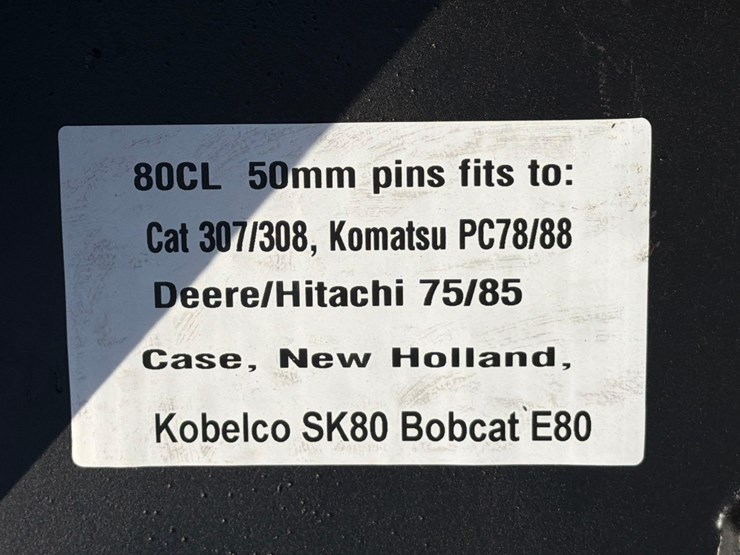 80CL 50mm pins fits to:
Cat 307/308, Komatsu PC78/88
Deere/Hitachi 75/85
Case, New Holland,
Kobelco SK80 Bobcat E80